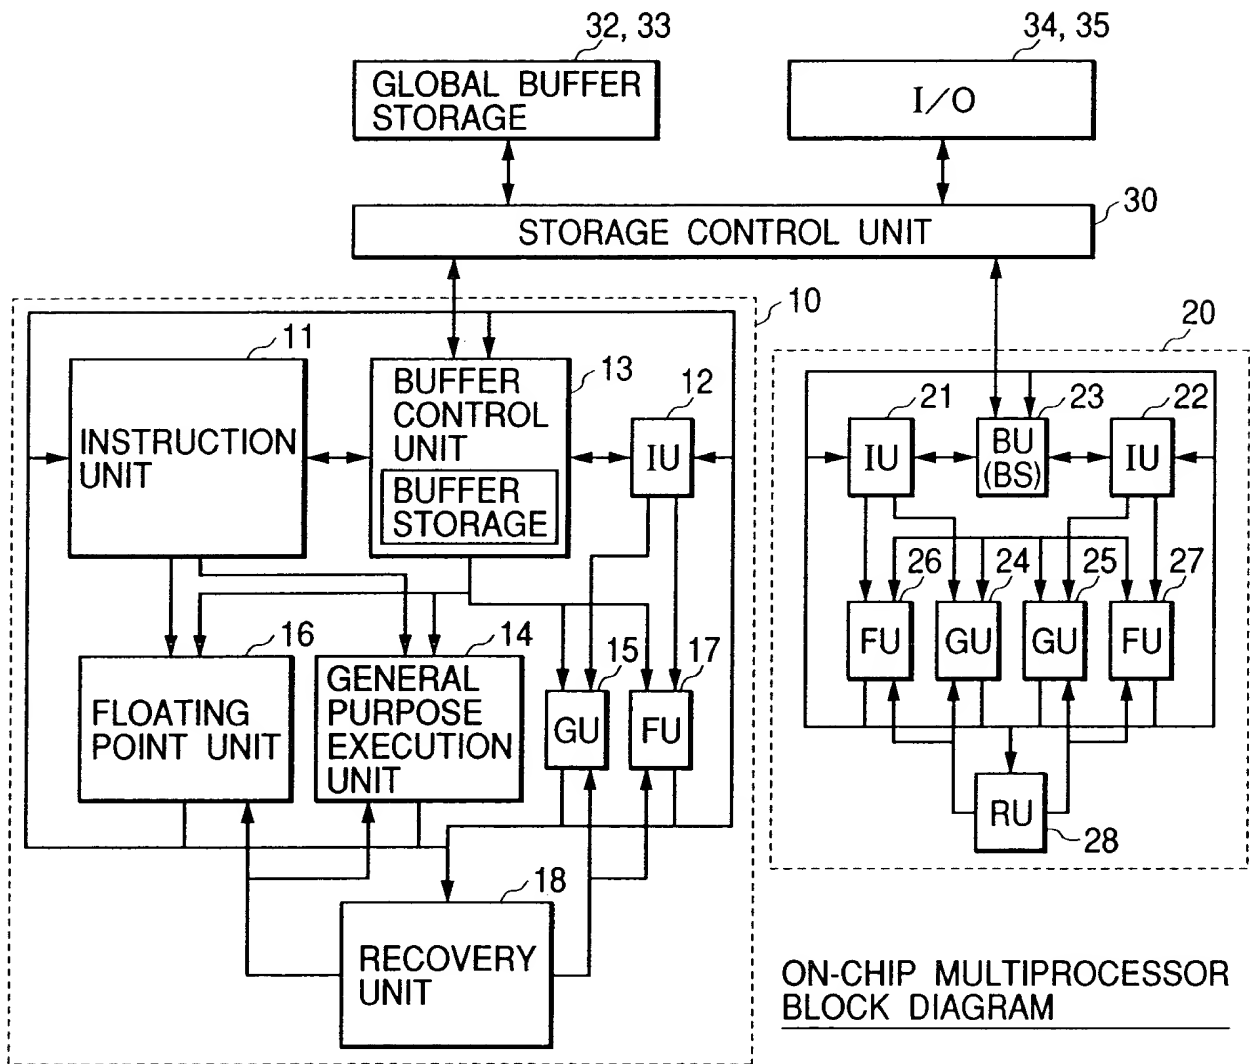 32, 33
34, 35
GLOBAL BUFFER
STORAGE
I/O
30
STORAGE CONTROL UNIT
10
20
11
13
12
21
23
22
BUFFER
CONTROL
UNIT
INSTRUCTION
UNIT
IU
BUFFER
STORAGE
IU
BU
(BS)
IU
26
24
25
27
FU
GU
GU
FU
16
14
15
17
FLOATING
POINT UNIT
GENERAL
PURPOSE
EXECUTION
UNIT
GU
FU
RU
28
18
RECOVERY
UNIT
ON-CHIP MULTIPROCESSOR
BLOCK DIAGRAM